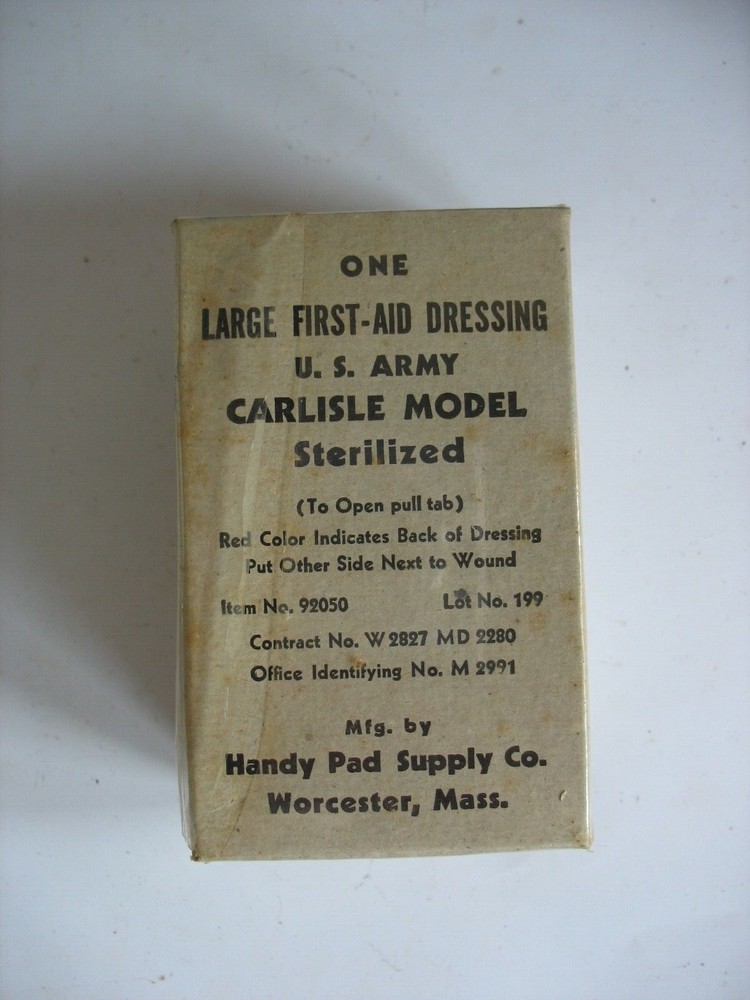 ONE
LARGE FIRST-AID DRESSING
U. S. ARMY
CARLISLE MODEL
Sterilized
(To Open pull tab)
Red Color Indicates Back of Dressing
Put Other Side Next to Wound
Item No. 92050 Lot No. 199
Contract No. W 2827 MD 2280
Office Identifying No. M 2991
Mfg. by
Handy Pad Supply Co.
Worcester, Mass.